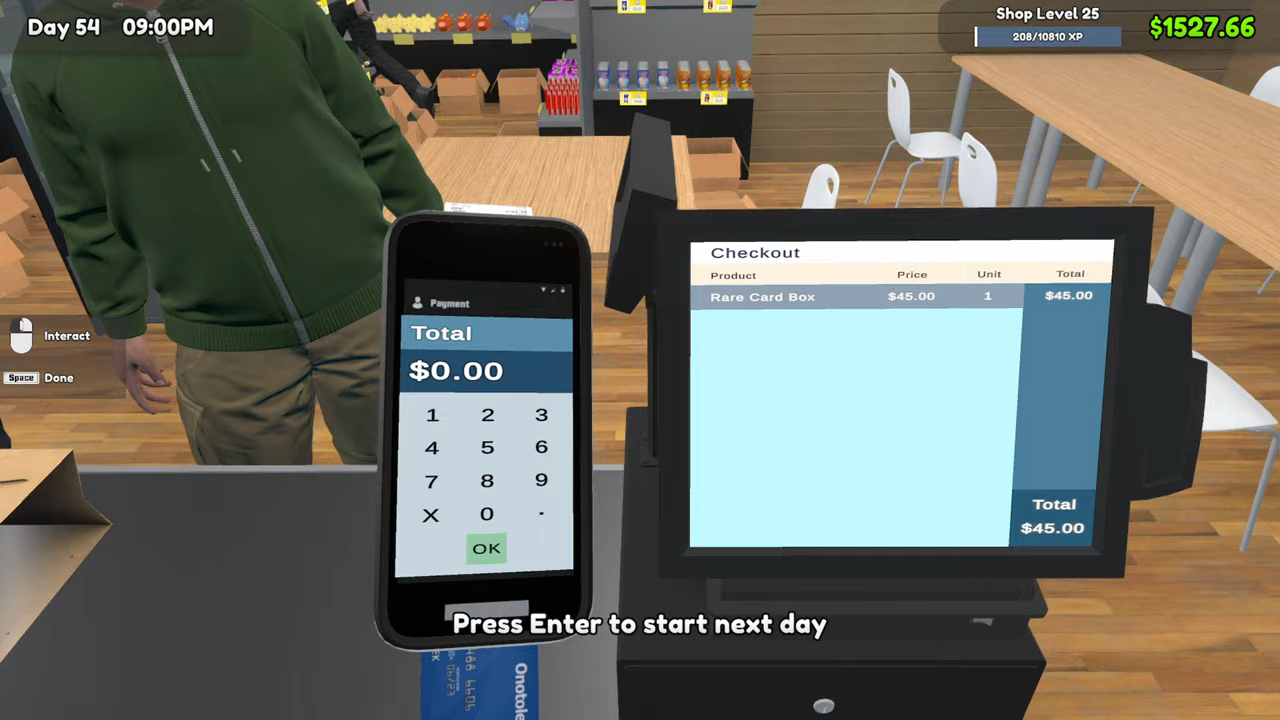 Day 54 09:00PM
Shop Level 25
208/10810 XP
$1527.66
Interact
Space Done
Payment
Total
$0.00
1 2 3
4 5 6
7 8 9
X 0 .
OK
Checkout
Product Price Unit Total
Rare Card Box $45.00 1 $45.00
Total
$45.00
Press Enter to start next day
Onotole